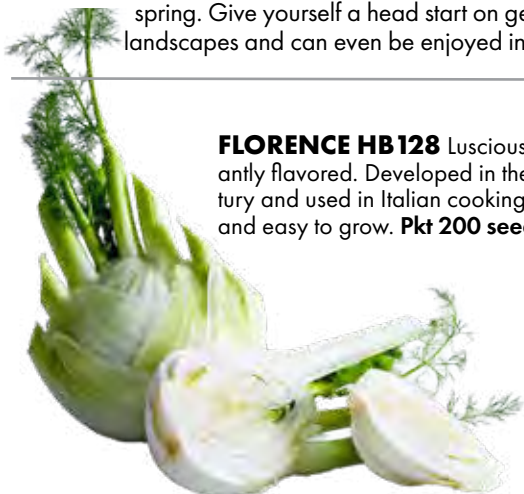 spring. Give yourself a head start on ge
landscapes and can even be enjoyed in
FLORENCE HB128 Luscious
antly flavored. Developed in the
tury and used in Italian cooking
and easy to grow. Pkt 200 seed